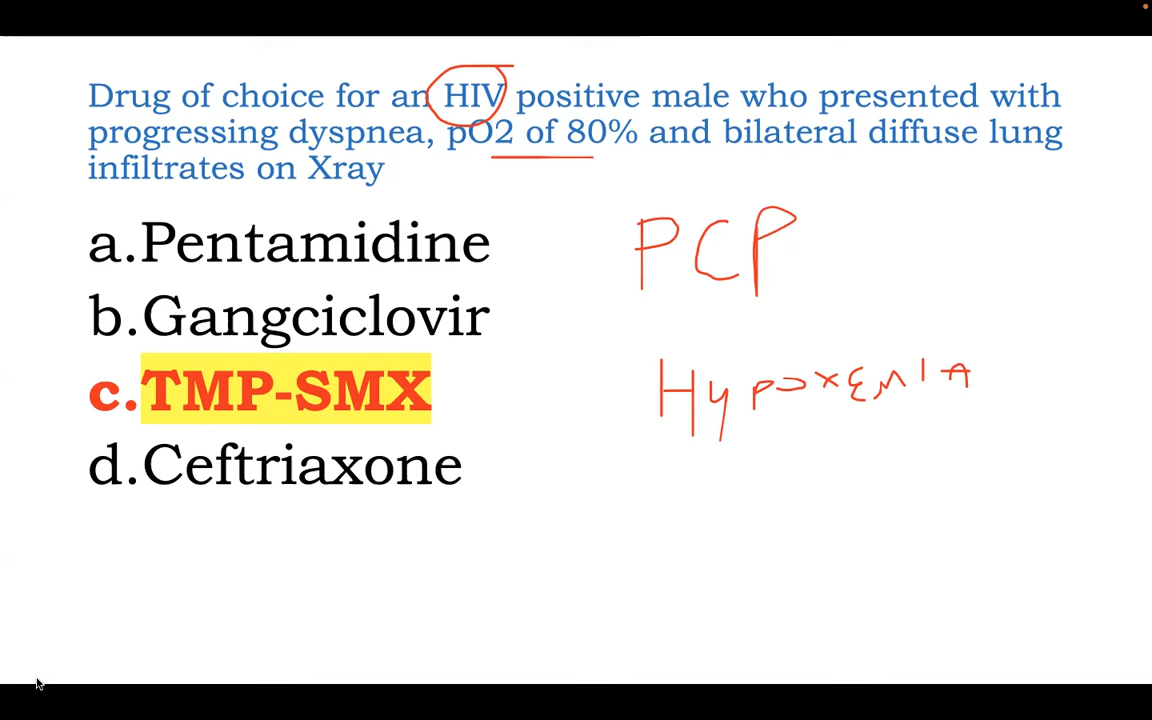 Drug of choice for an HIV positive male who presented with
progressing dyspnea, pO2 of 80% and bilateral diffuse lung
infiltrates on Xray
a.Pentamidine
PCP
b.Gangciclovir
c.TMP-SMX
HypoxEMIA
d.Ceftriaxone